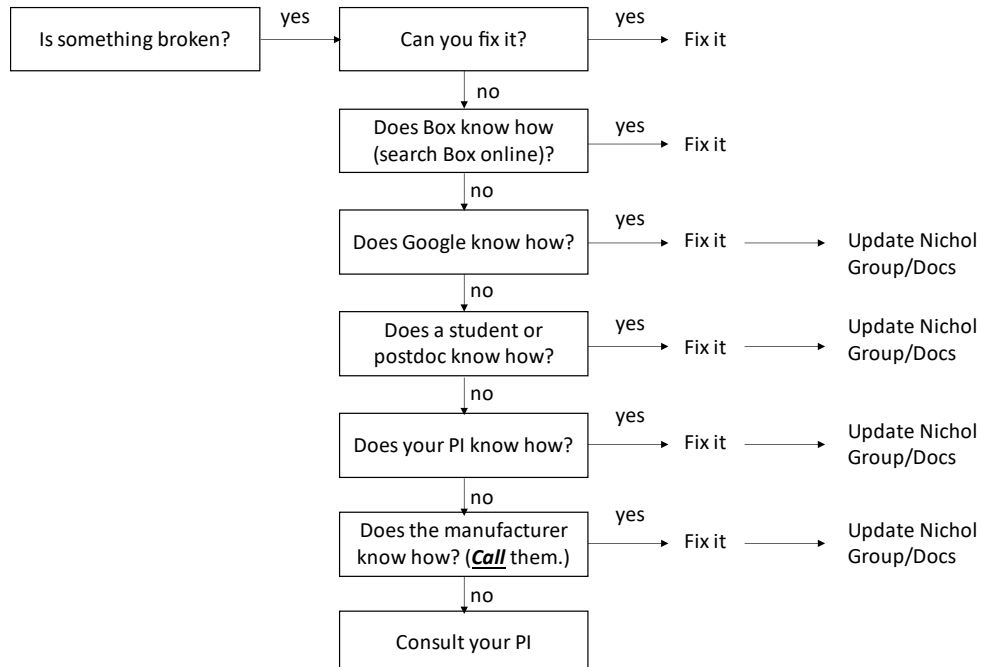 yes
yes
Is something broken?
Can you fix it?
Fix it
no
Does Box know how
(search Box online)?
yes
Fix it
no
Does Google know how?
yes
Fix it
Update Nichol
Group/Docs
no
Does a student or
postdoc know how?
yes
Fix it
Update Nichol
Group/Docs
no
Does your PI know how?
yes
Fix it
Update Nichol
Group/Docs
no
Does the manufacturer
know how? (Call them.)
yes
Fix it
Update Nichol
Group/Docs
no
Consult your PI